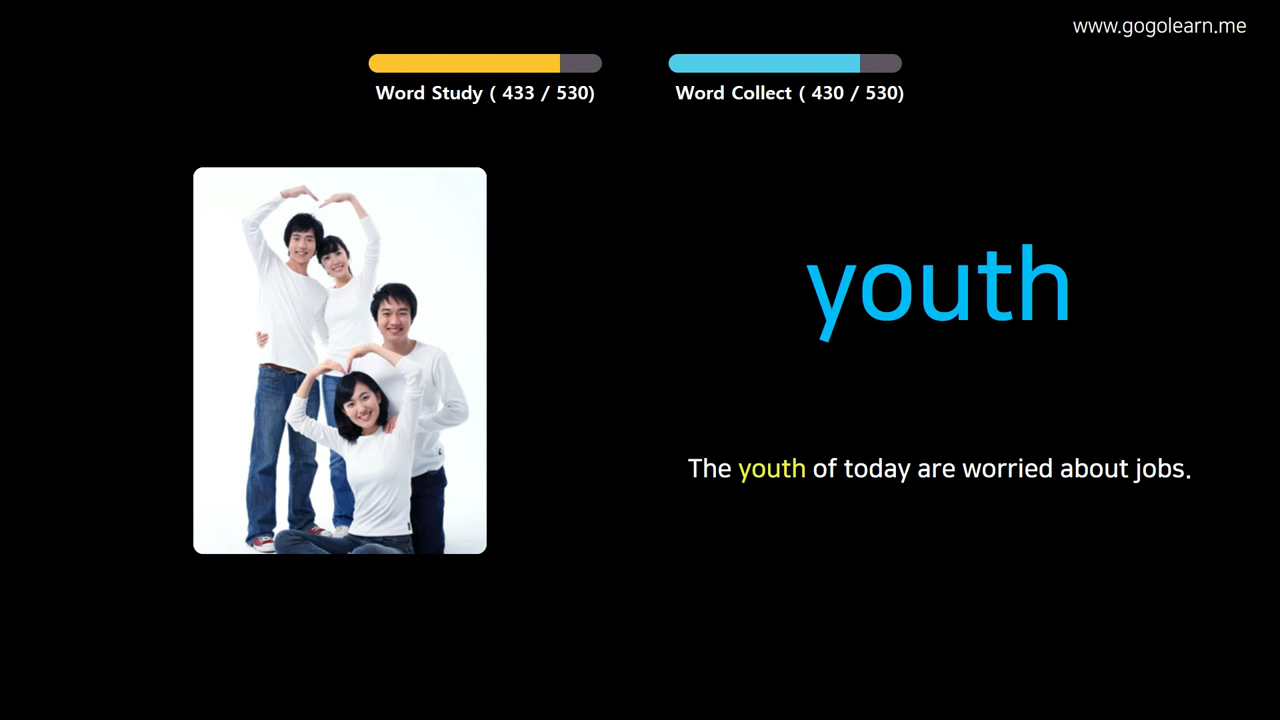 www.gogolearn.me
Word Study ( 433 / 530)
Word Collect ( 430 / 530)
youth
The youth of today are worried about jobs.